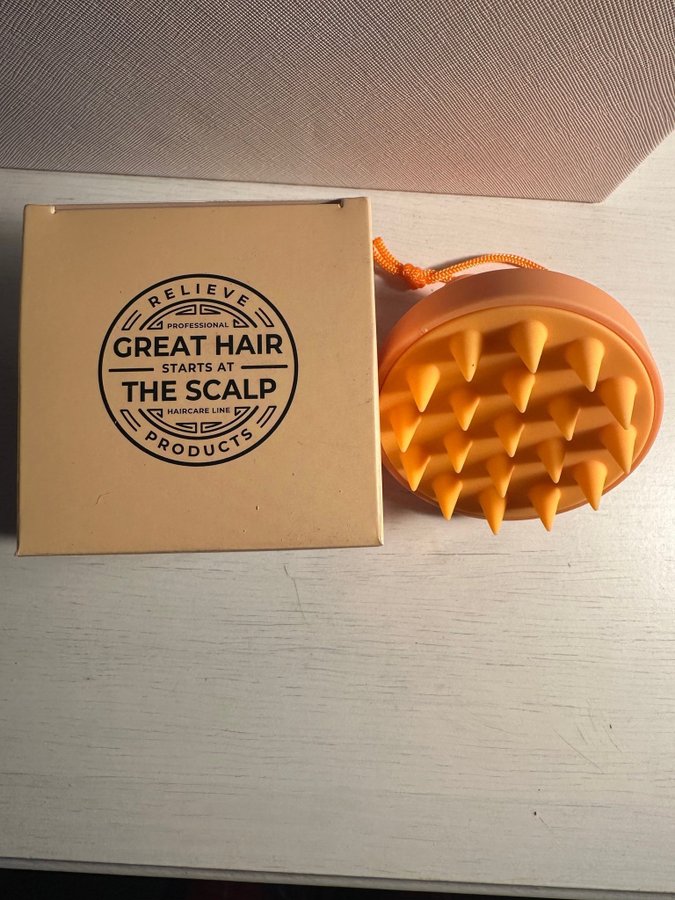 RELIEVE
PROFESSIONAL
GREAT HAIR
STARTS AT
THE SCALP
HAIRCARE LINE
PRODUCTS